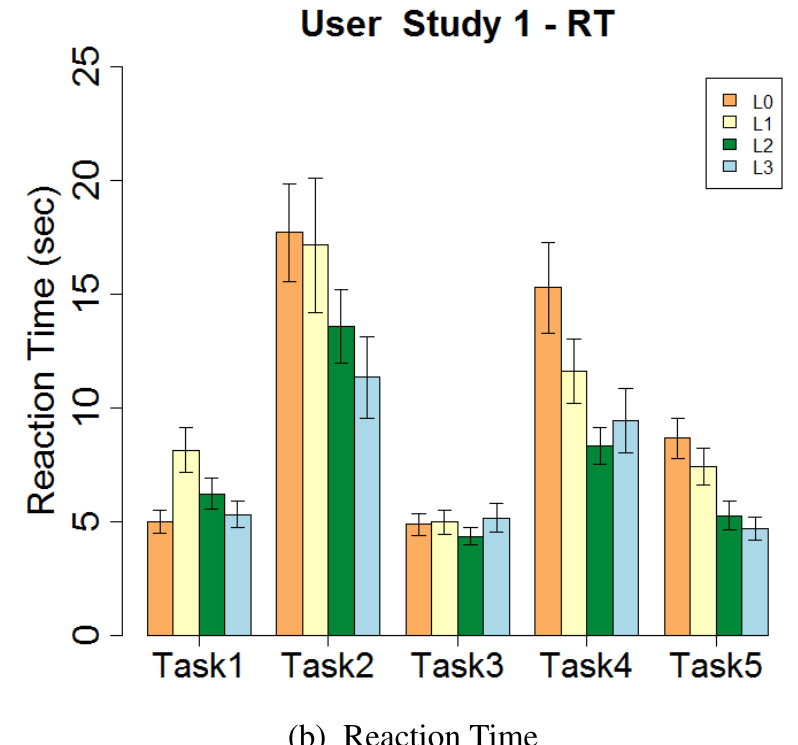 User Study 1 - RT
25
20
15
10
5
0
Reaction Time (sec)
L0
L1
L2
L3
Task1 Task2 Task3 Task4 Task5
(b) Reaction Time